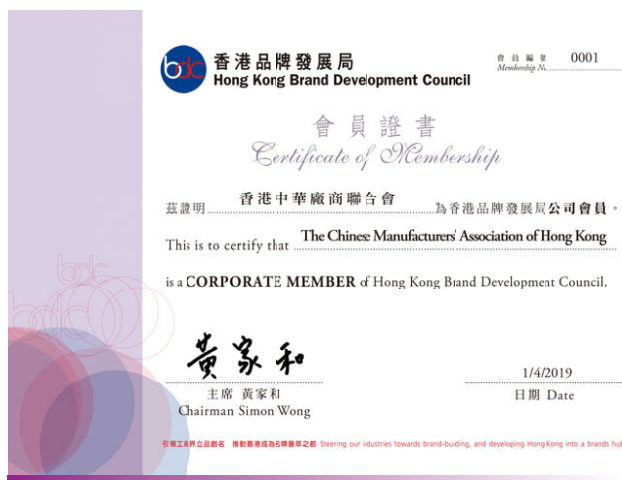 bdc
香港品牌發展局
Hong Kong Brand Development Council
會員編號
Membership No. 0001
會員證書
Certificate of Membership
茲證明 香港中華廠商聯合會 為香港品牌發展局公司會員。
This is to certify that The Chinese Manufacturers' Association of Hong Kong
is a CORPORATE MEMBER of Hong Kong Brand Development Council.
bdc
bdc
黃家和
1/4/2019
主席 黃家和
日期 Date
Chairman Simon Wong
引領工商界立品創名 推動香港成為名牌薈萃之都 Steering our industries towards brand-buiding, and developing Hong Kong into a brands hub